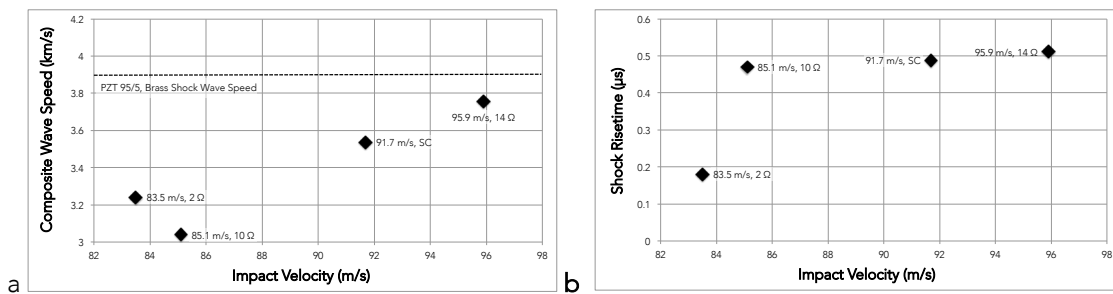 4.2
4
3.8
3.6
3.4
3.2
3
82
84
86
88
90
92
94
96
98
Composite Wave Speed (km/s)
Impact Velocity (m/s)
PZT 95/5, Brass Shock Wave Speed
95.9 m/s, 14 Ω
91.7 m/s, SC
83.5 m/s, 2 Ω
85.1 m/s, 10 Ω
a
0.6
0.5
0.4
0.3
0.2
0.1
0
82
84
86
88
90
92
94
96
98
Shock Risetime (µs)
Impact Velocity (m/s)
95.9 m/s, 14 Ω
91.7 m/s, SC
85.1 m/s, 10 Ω
83.5 m/s, 2 Ω
b